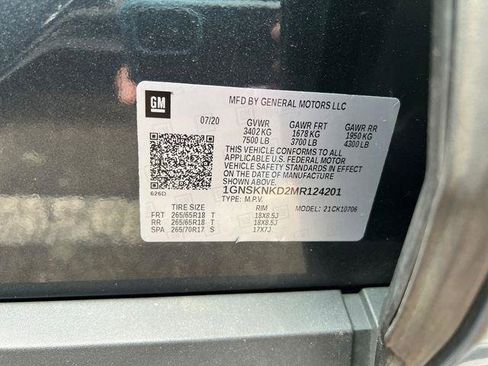 GM
MFD BY GENERAL MOTORS LLC
07/20 GVWR GAWR FRT GAWR RR
3402 KG 1678 KG 1950 KG
7500 LB 3700 LB 4300 LB
THIS VEHICLE CONFORMS TO ALL APPLICABLE
U.S. FEDERAL MOTOR
VEHICLE SAFETY STANDARDS IN EFFECT
ON THE DATE OF MANUFACTURE
SHOWN ABOVE.
1GNSKNKD2MR124201
626D TYPE: M.P.V.
TIRE SIZE RIM MODEL: 21CK10706
FRT 265/65R18 T 18X8.5J
RR 265/65R18 T 18X8.5J
SPA 265/70R17 S 17X7J